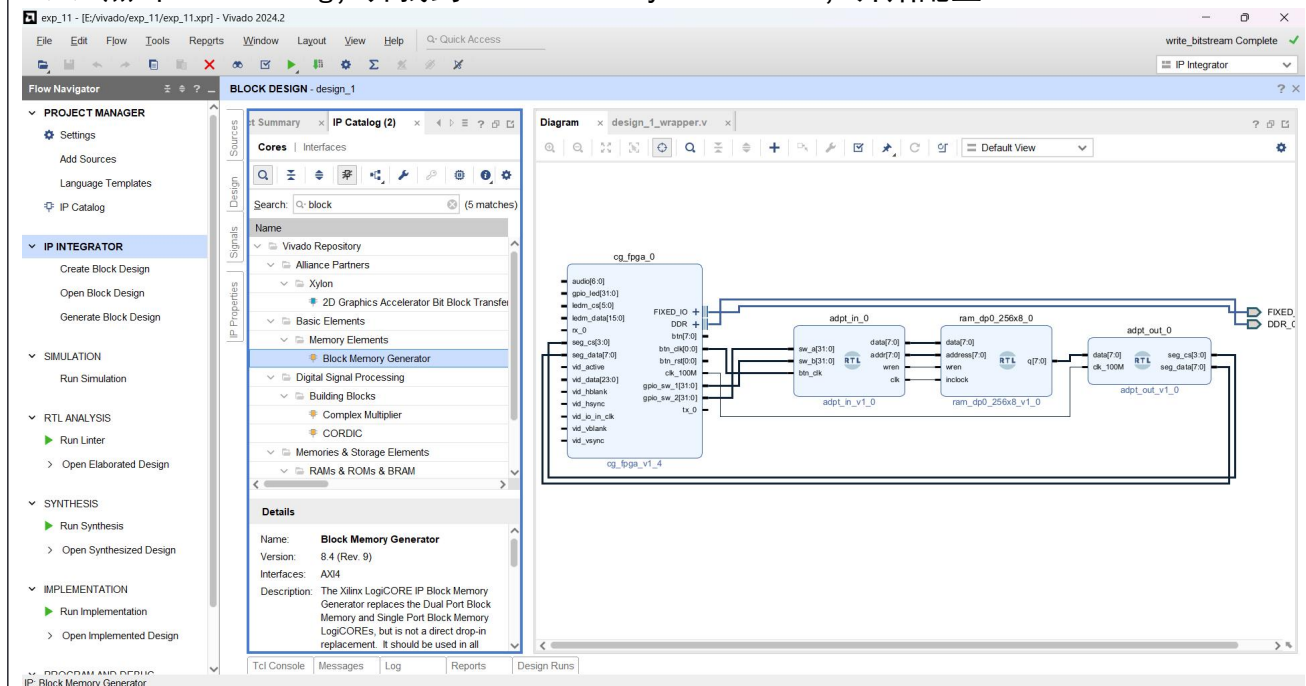 exp_11 - [E:/vivado/exp_11/exp_11.xpr] - Vivado 2024.2
File Edit Flow Tools Reports Window Layout View Help Q- Quick Access
write_bitstream Complete
IP Integrator
Flow Navigator
PROJECT MANAGER
Settings
Add Sources
Language Templates
IP Catalog
IP INTEGRATOR
Create Block Design
Open Block Design
Generate Block Design
SIMULATION
Run Simulation
RTL ANALYSIS
Run Linter
Open Elaborated Design
SYNTHESIS
Run Synthesis
Open Synthesized Design
IMPLEMENTATION
Run Implementation
Open Implemented Design
PROGRAM AND DEBUG
BLOCK DESIGN - design_1
Sources
Design
Signals
IP Properties
ct Summary
IP Catalog (2)
Cores | Interfaces
Search: Q- block (5 matches)
Name
Vivado Repository
Alliance Partners
Xylon
2D Graphics Accelerator Bit Block Transfer
Basic Elements
Memory Elements
Block Memory Generator
Digital Signal Processing
Building Blocks
Complex Multiplier
CORDIC
Memories & Storage Elements
RAMs & ROMs & BRAM
Details
Name: Block Memory Generator
Version: 8.4 (Rev. 9)
Interfaces: AXI4
Description: The Xilinx LogiCORE IP Block Memory
Generator replaces the Dual Port Block
Memory and Single Port Block Memory
LogiCOREs, but is not a direct drop-in
replacement. It should be used in all
Diagram
design_1_wrapper.v
Default View
cg_fpga_0
audio[6:0]
gpio_led[31:0]
ledm_cs[5:0]
ledm_data[15:0]
rx_0
seg_cs[3:0]
seg_data[7:0]
vid_active
vid_data[23:0]
vid_hblank
vid_hsync
vid_io_in_clk
vid_vblank
vid_vsync
FIXED_IO
DDR
btn[7:0]
btn_clk[0:0]
btn_rst[0:0]
clk_100M
gpio_sw_1[31:0]
gpio_sw_2[31:0]
tx_0
cg_fpga_v1_4
adpt_in_0
sw_a[31:0]
sw_b[31:0]
btn_clk
RTL
data[7:0]
addr[7:0]
wren
clk
adpt_in_v1_0
ram_dp0_256x8_0
data[7:0]
address[7:0]
wren
inclock
RTL
q[7:0]
ram_dp0_256x8_v1_0
adpt_out_0
data[7:0]
clk_100M
RTL
seg_cs[3:0]
seg_data[7:0]
adpt_out_v1_0
FIXED_
DDR_0
Tcl Console Messages Log Reports Design Runs
IP: Block Memory Generator